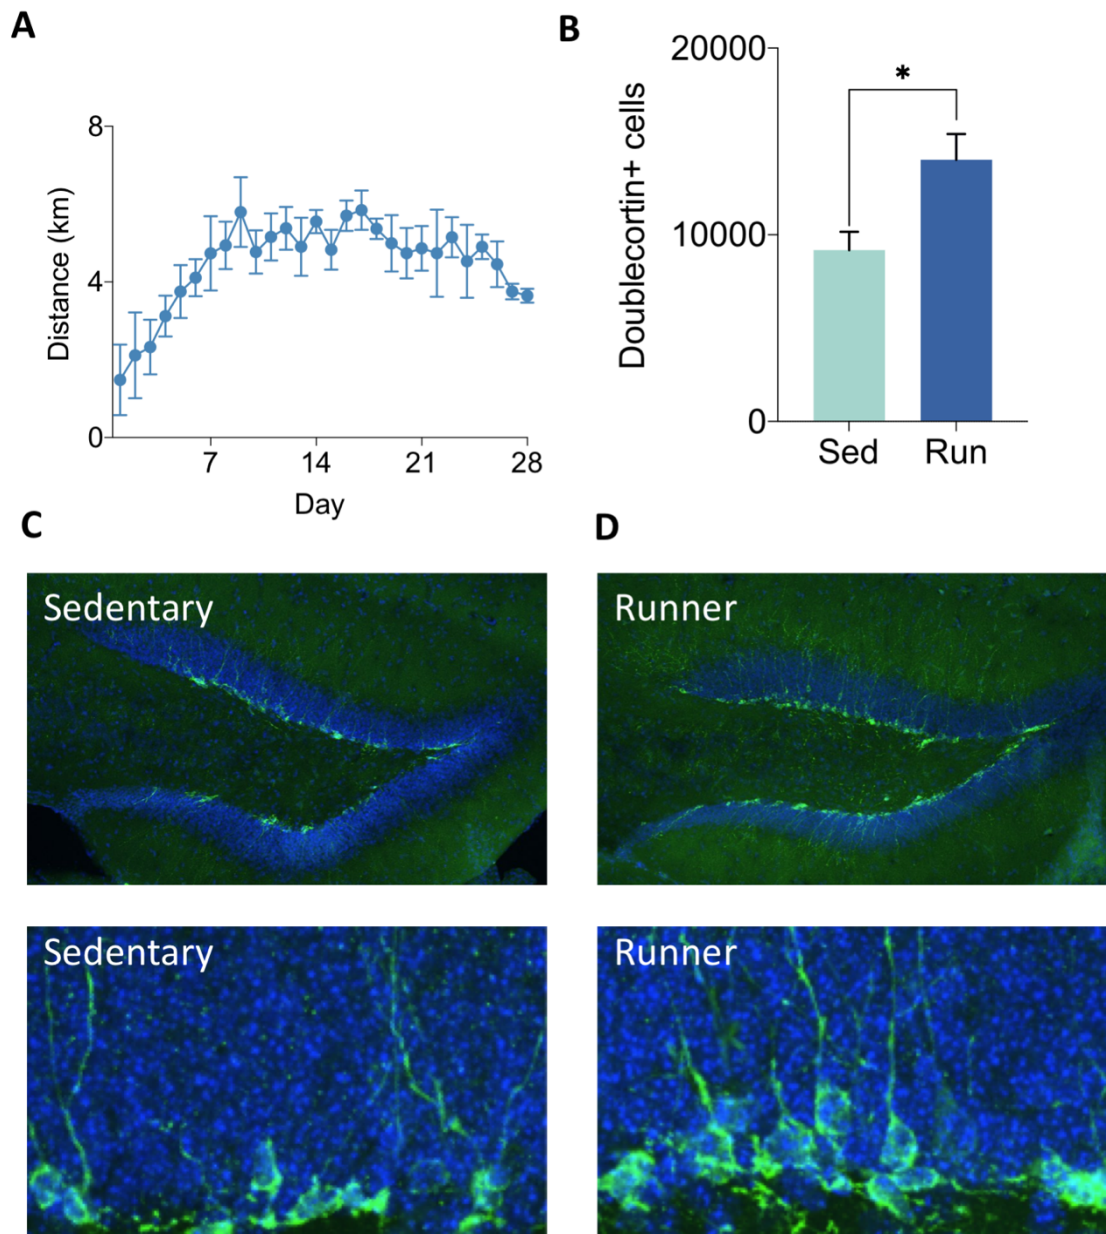 A
8
4
0
Distance (km)
7 14 21 28
Day
B
*
20000
10000
0
Doublecortin+ cells
Sed Run
C
Sedentary
Sedentary
D
Runner
Runner